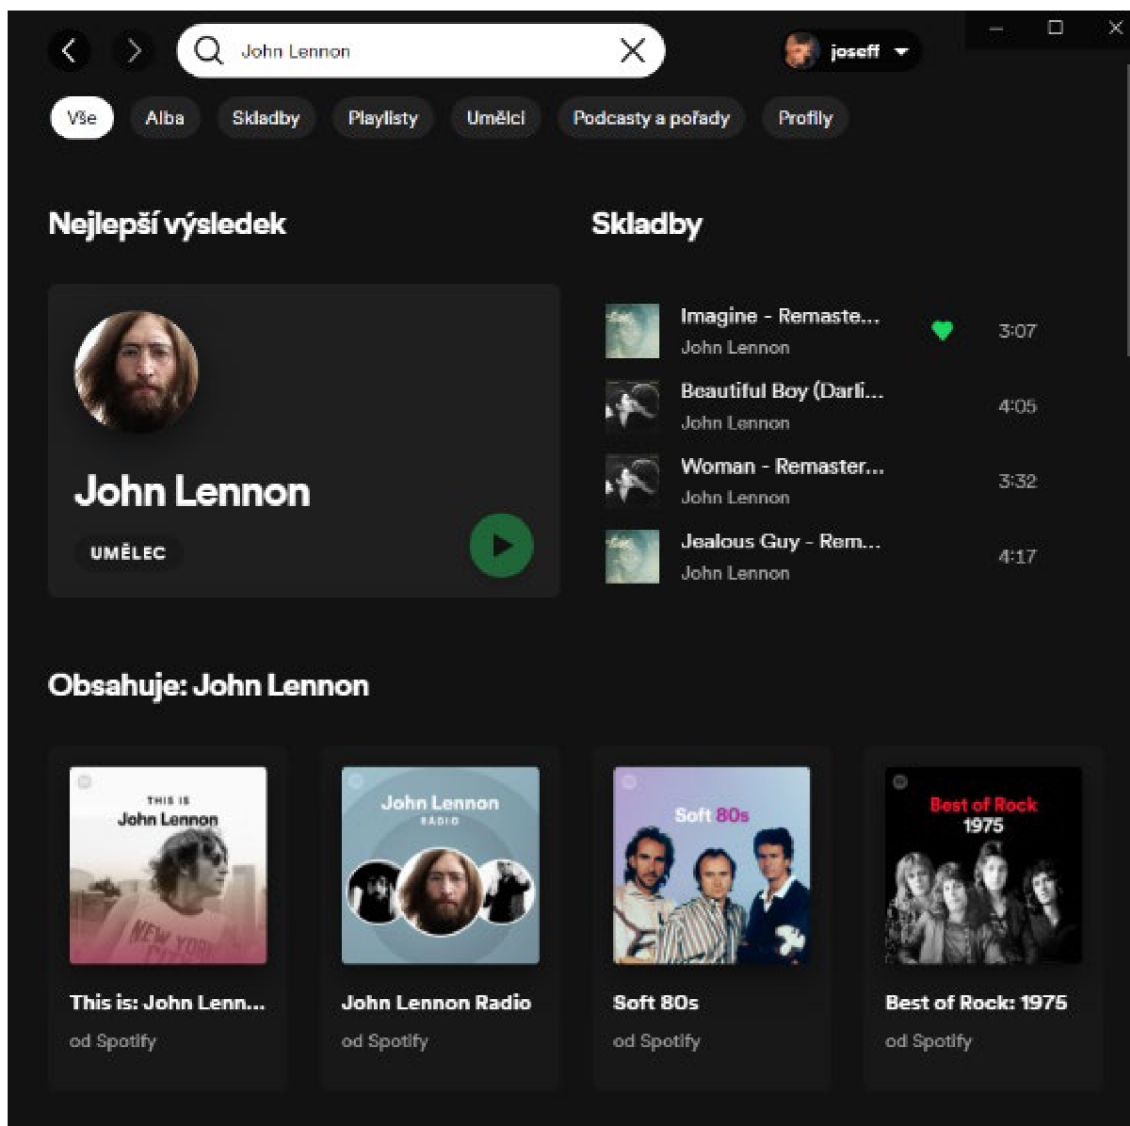 John Lennon
joseff
Vše
Alba
Skladby
Playlisty
Umělci
Podcasty a pořady
Profily
Nejlepší výsledek
John Lennon
UMĚLEC
Skladby
Imagine - Remaste...
John Lennon
3:07
Beautiful Boy (Darli...
John Lennon
4:05
Woman - Remaster...
John Lennon
3:32
Jealous Guy - Rem...
John Lennon
4:17
Obsahuje: John Lennon
THIS IS
John Lennon
NEW YORK
CITY
This is: John Lenn...
od Spotify
John Lennon
RADIO
John Lennon Radio
od Spotify
Soft 80s
Soft 80s
od Spotify
Best of Rock
1975
Best of Rock: 1975
od Spotify